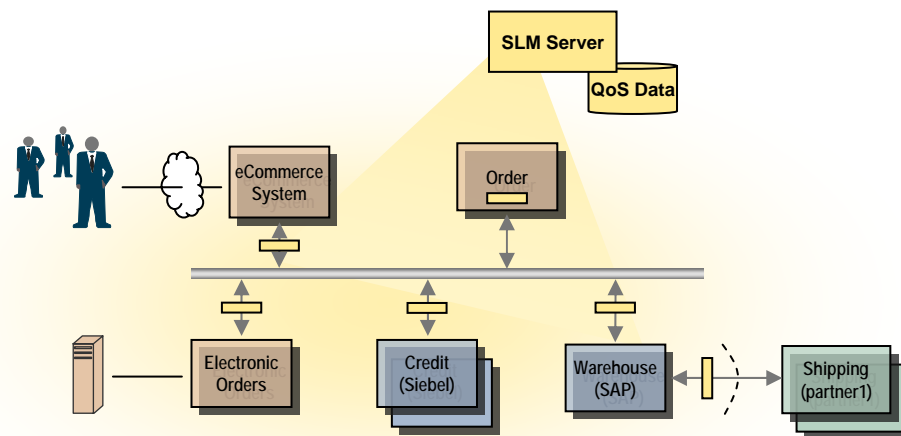 SLM Server
QoS Data
eCommerce
System
Order
Electronic
Orders
Credit
(Siebel)
Warehouse
(SAP)
Shipping
(partner1)